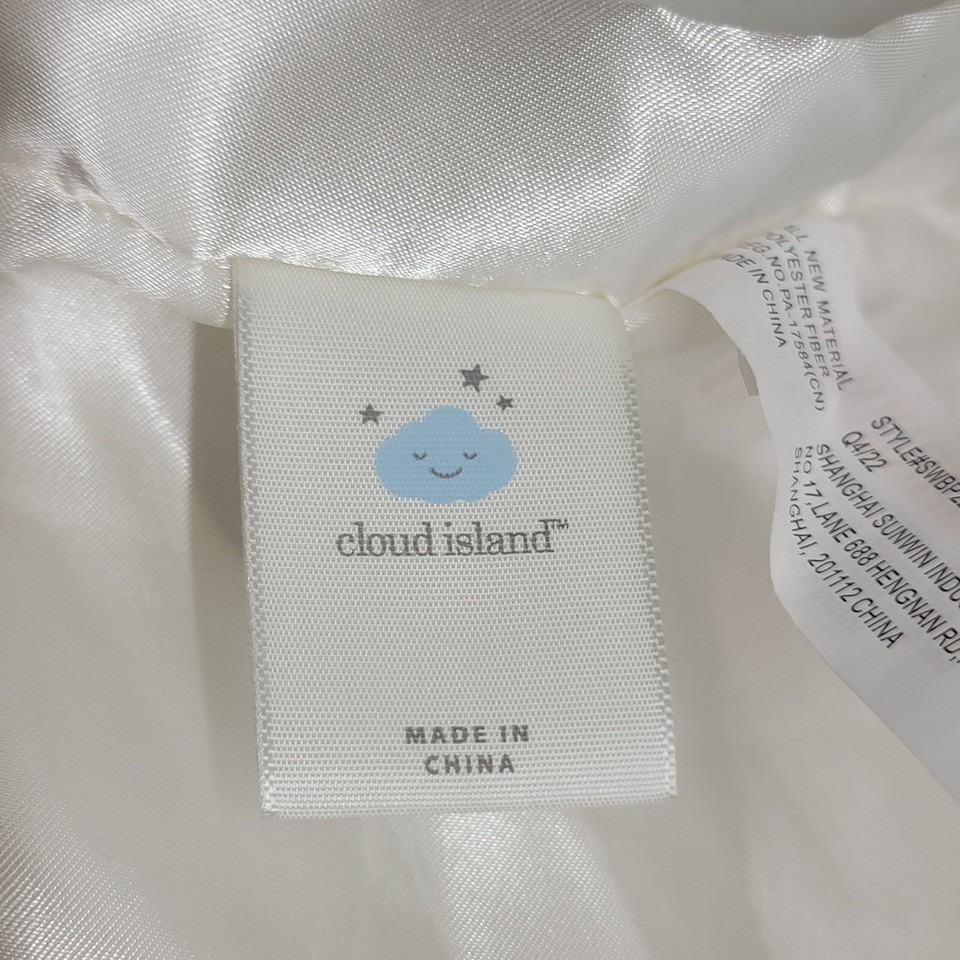 cloud island™
MADE IN
CHINA
ALL NEW MATERIAL
POLYESTER FIBER
REG.NO.PA-17584(CN)
MADE IN CHINA
Q4/22
SHANGHAI SUNWIN
NO 17,LANE 688 HENGNAN RD,
SHANGHAI, 201112 CHINA